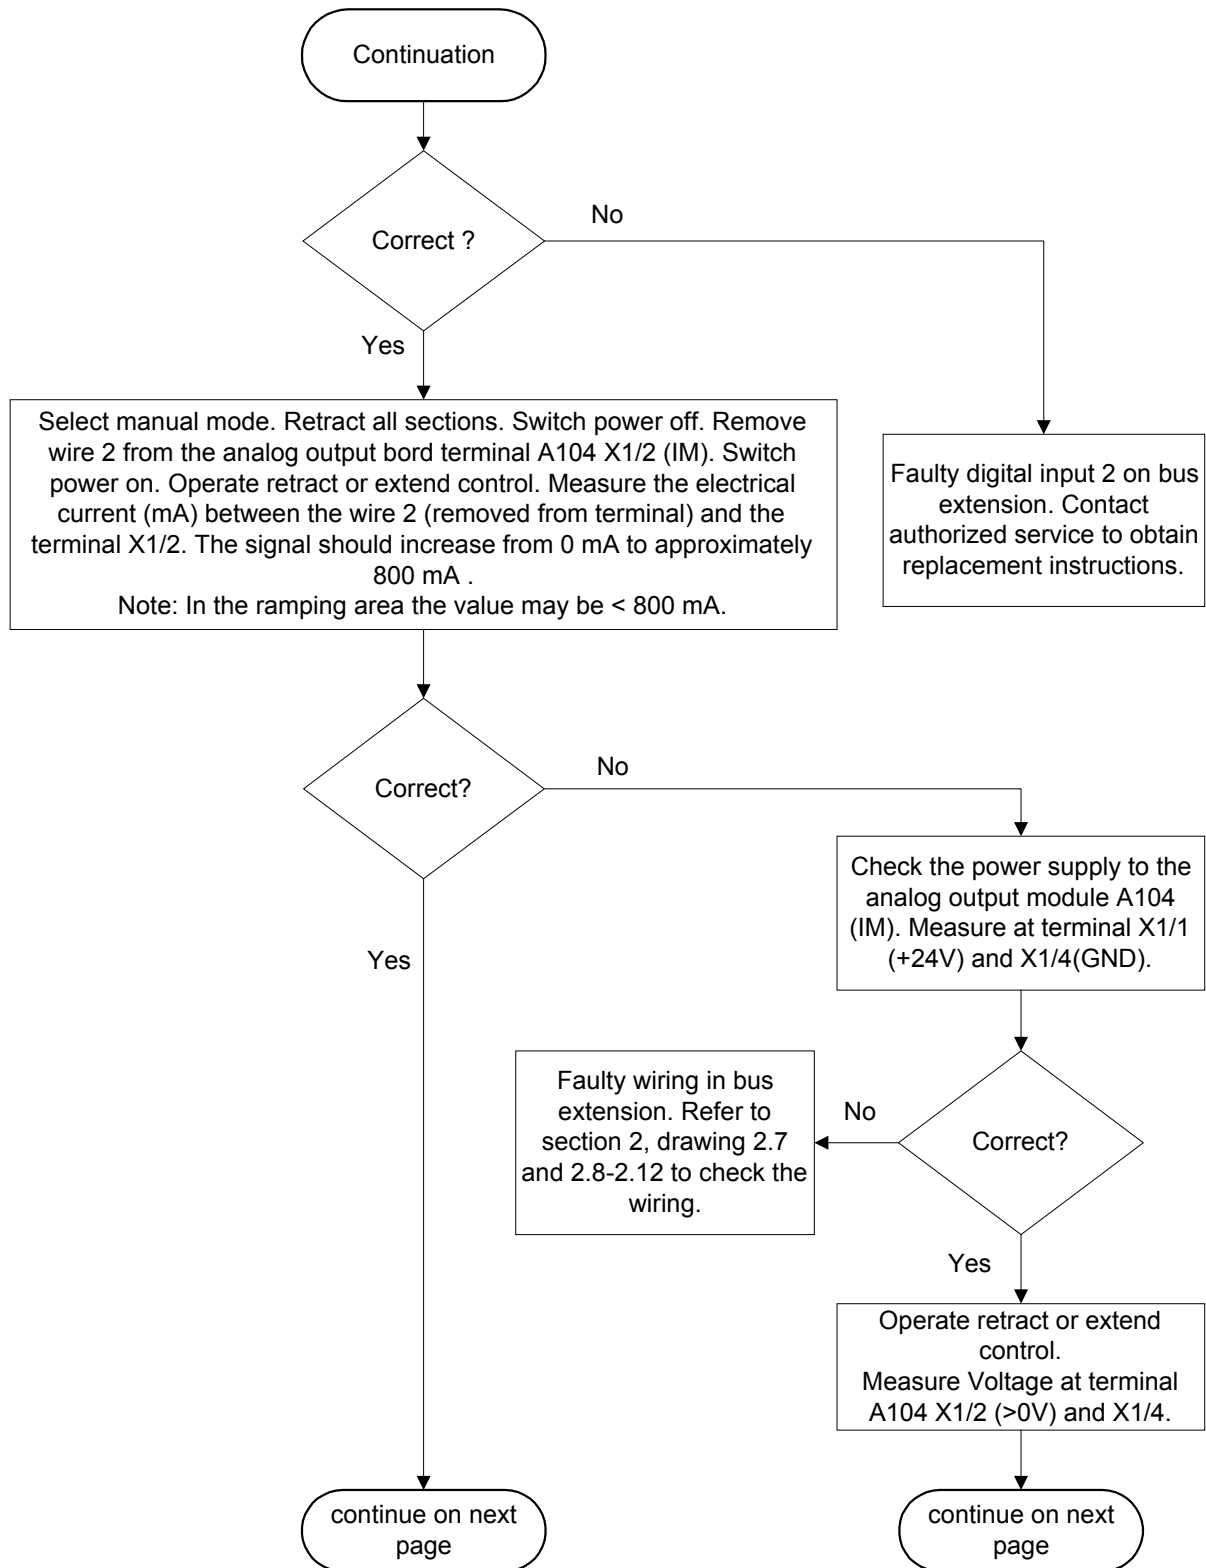 Continuation
Correct ?
No
Yes
Select manual mode. Retract all sections. Switch power off. Remove
wire 2 from the analog output bord terminal A104 X1/2 (IM). Switch
power on. Operate retract or extend control. Measure the electrical
current (mA) between the wire 2 (removed from terminal) and the
terminal X1/2. The signal should increase from 0 mA to approximately
800 mA .
Note: In the ramping area the value may be < 800 mA.
Faulty digital input 2 on bus
extension. Contact
authorized service to obtain
replacement instructions.
Correct?
No
Yes
Check the power supply to the
analog output module A104
(IM). Measure at terminal X1/1
(+24V) and X1/4(GND).
Correct?
No
Faulty wiring in bus
extension. Refer to
section 2, drawing 2.7
and 2.8-2.12 to check the
wiring.
Yes
Operate retract or extend
control.
Measure Voltage at terminal
A104 X1/2 (>0V) and X1/4.
continue on next
page
continue on next
page